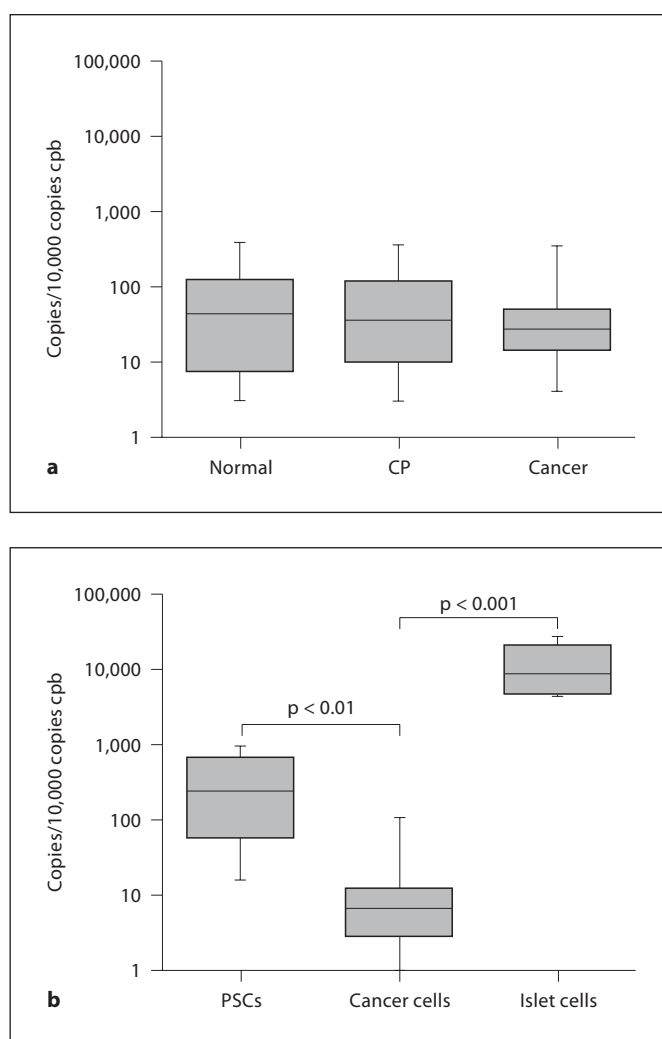 100,000
10,000
1,000
100
10
1
Copies/10,000 copies cpb
Normal CP Cancer
a
100,000
10,000
1,000
100
10
1
Copies/10,000 copies cpb
p < 0.001
p < 0.01
PSCs Cancer cells Islet cells
b